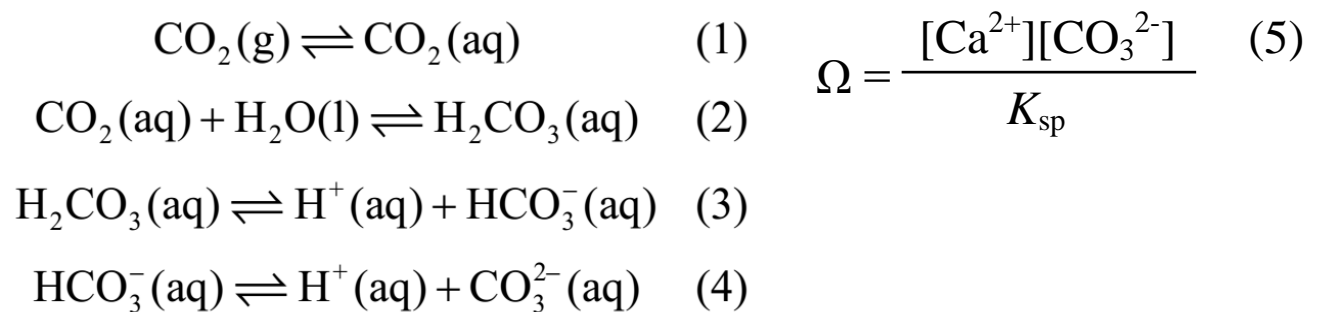 CO₂(g) ⇌ CO₂(aq) (1)
CO₂(aq) + H₂O(l) ⇌ H₂CO₃(aq) (2)
H₂CO₃(aq) ⇌ H⁺(aq) + HCO₃⁻(aq) (3)
HCO₃⁻(aq) ⇌ H⁺(aq) + CO₃²⁻(aq) (4)
Ω = [Ca²⁺][CO₃²⁻] / Kₛₚ (5)